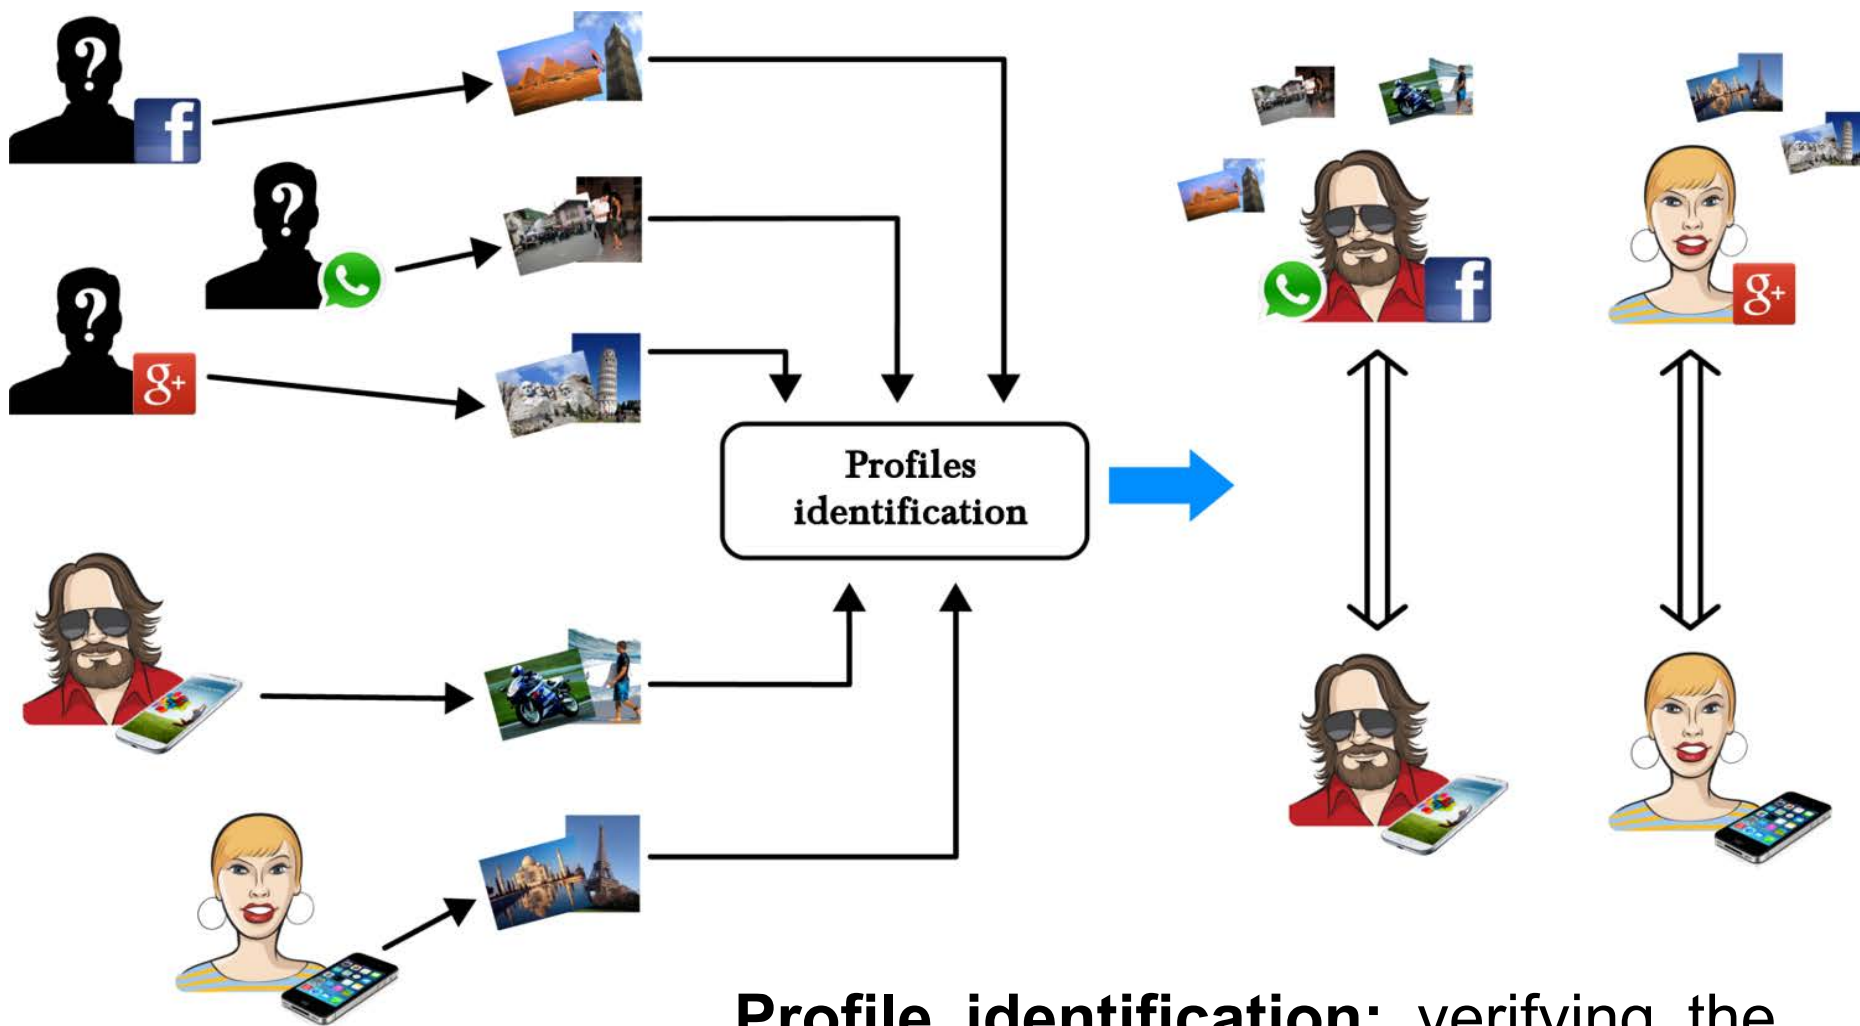 ?
f
?
?
g+
Profiles
identification
f
g+
Profile identification: verifying the